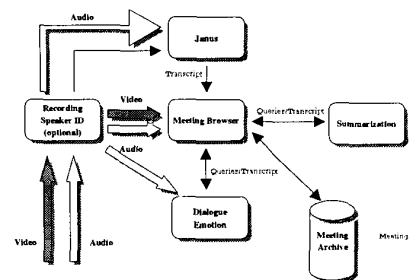 Audio
Janus
Transcript
Recording
Speaker ID
(optional)
Video
Meeting Browser
Queries/Transcript
Summarization
Audio
Queries/Transcript
Dialogue
Emotion
Meeting
Archive
Meeting
Video
Audio